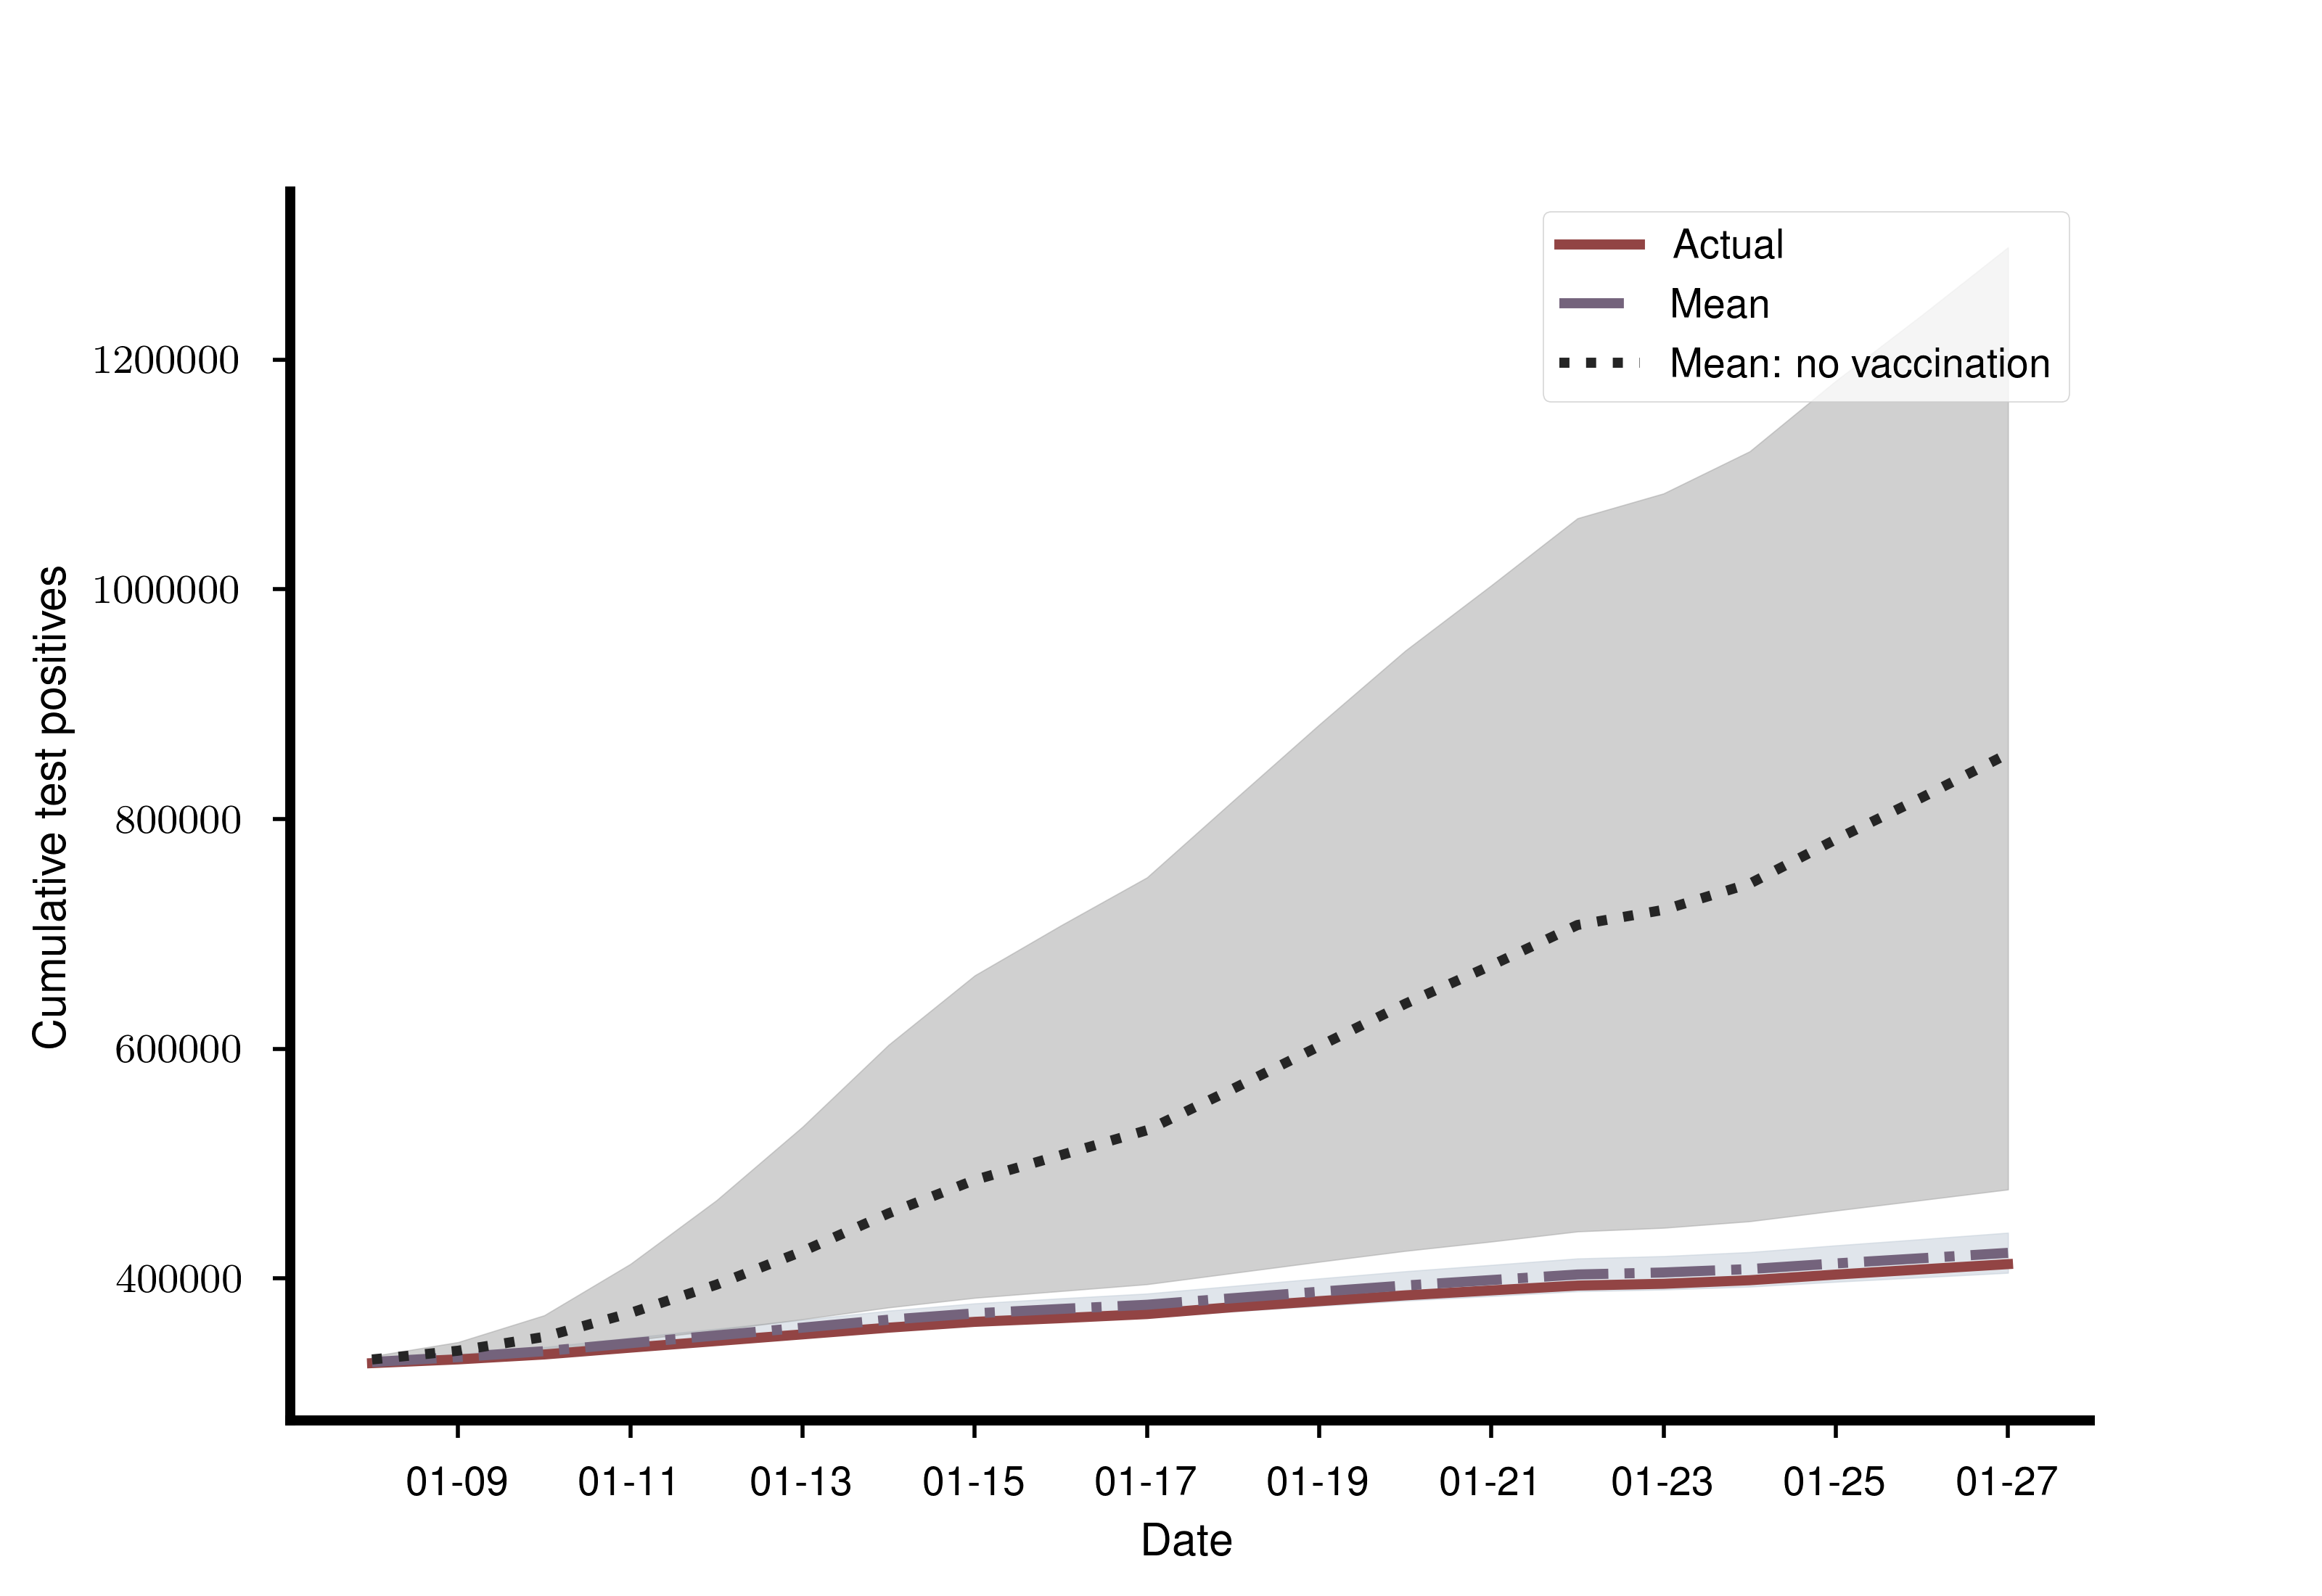 Actual
Mean
Mean: no vaccination
1200000
1000000
800000
600000
400000
Cumulative test positives
01-09 01-11 01-13 01-15 01-17 01-19 01-21 01-23 01-25 01-27
Date